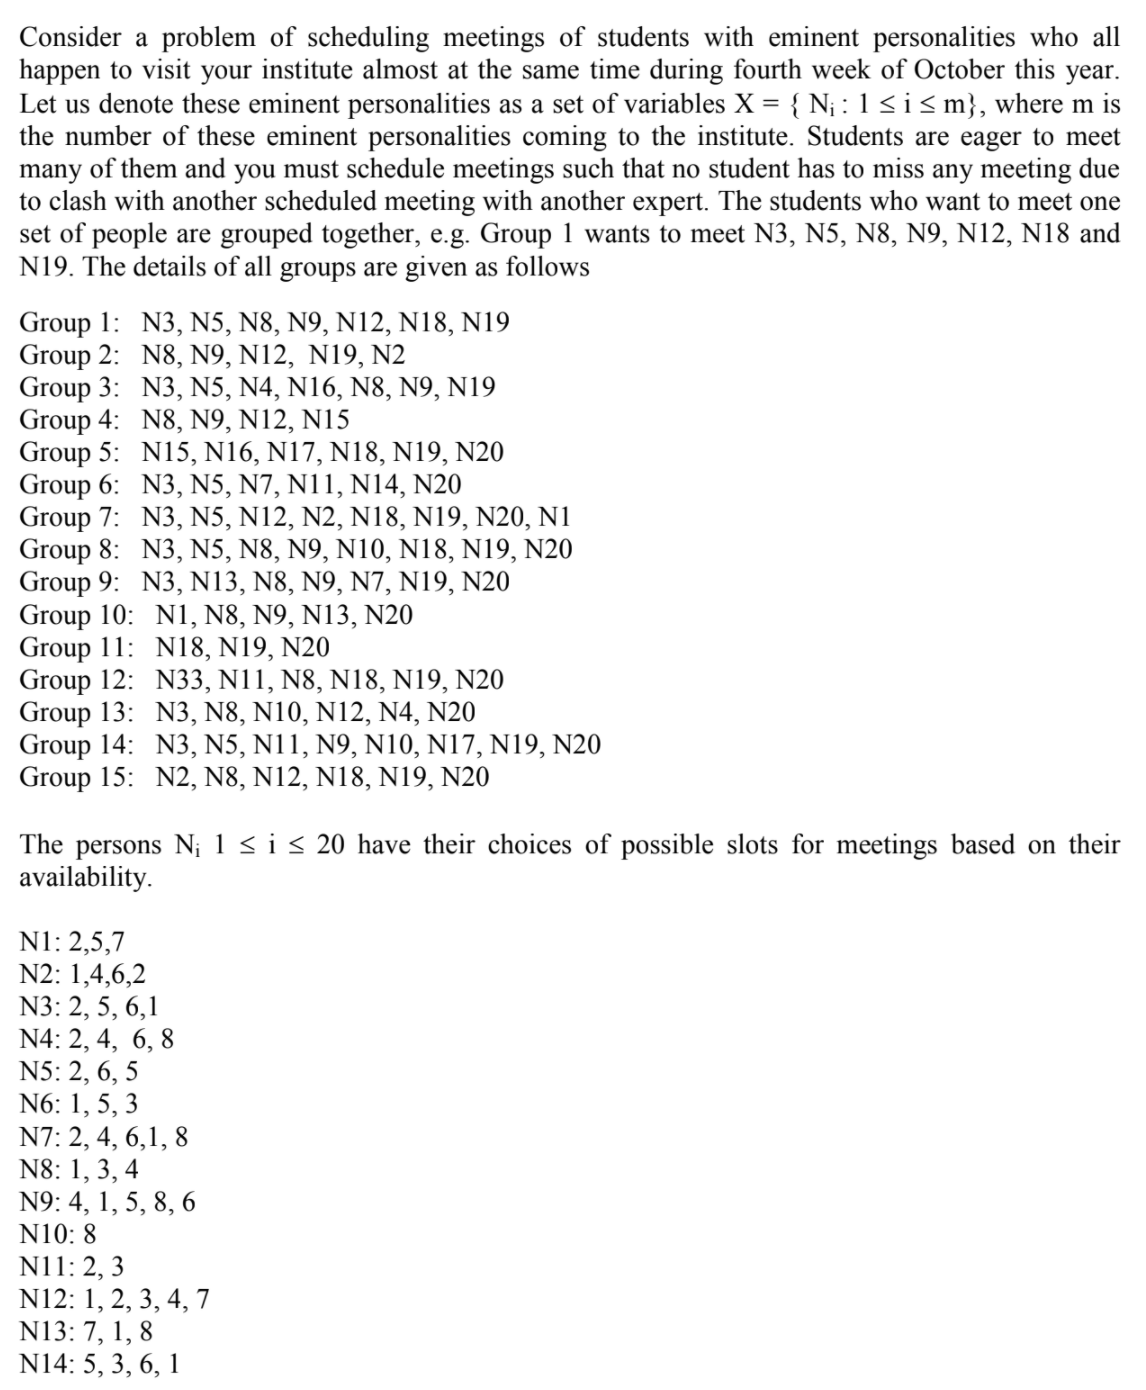 Consider a problem of scheduling meetings of students with eminent personalities who all
happen to visit your institute almost at the same time during fourth week of October this year.
Let us denote these eminent personalities as a set of variables X = { Nᵢ : 1 ≤ i ≤ m}, where m is
the number of these eminent personalities coming to the institute. Students are eager to meet
many of them and you must schedule meetings such that no student has to miss any meeting due
to clash with another scheduled meeting with another expert. The students who want to meet one
set of people are grouped together, e.g. Group 1 wants to meet N3, N5, N8, N9, N12, N18 and
N19. The details of all groups are given as follows
Group 1: N3, N5, N8, N9, N12, N18, N19
Group 2: N8, N9, N12, N19, N2
Group 3: N3, N5, N4, N16, N8, N9, N19
Group 4: N8, N9, N12, N15
Group 5: N15, N16, N17, N18, N19, N20
Group 6: N3, N5, N7, N11, N14, N20
Group 7: N3, N5, N12, N2, N18, N19, N20, N1
Group 8: N3, N5, N8, N9, N10, N18, N19, N20
Group 9: N3, N13, N8, N9, N7, N19, N20
Group 10: N1, N8, N9, N13, N20
Group 11: N18, N19, N20
Group 12: N33, N11, N8, N18, N19, N20
Group 13: N3, N8, N10, N12, N4, N20
Group 14: N3, N5, N11, N9, N10, N17, N19, N20
Group 15: N2, N8, N12, N18, N19, N20
The persons Nᵢ 1 ≤ i ≤ 20 have their choices of possible slots for meetings based on their
availability.
N1: 2,5,7
N2: 1,4,6,2
N3: 2, 5, 6,1
N4: 2, 4, 6, 8
N5: 2, 6, 5
N6: 1, 5, 3
N7: 2, 4, 6,1, 8
N8: 1, 3, 4
N9: 4, 1, 5, 8, 6
N10: 8
N11: 2, 3
N12: 1, 2, 3, 4, 7
N13: 7, 1, 8
N14: 5, 3, 6, 1